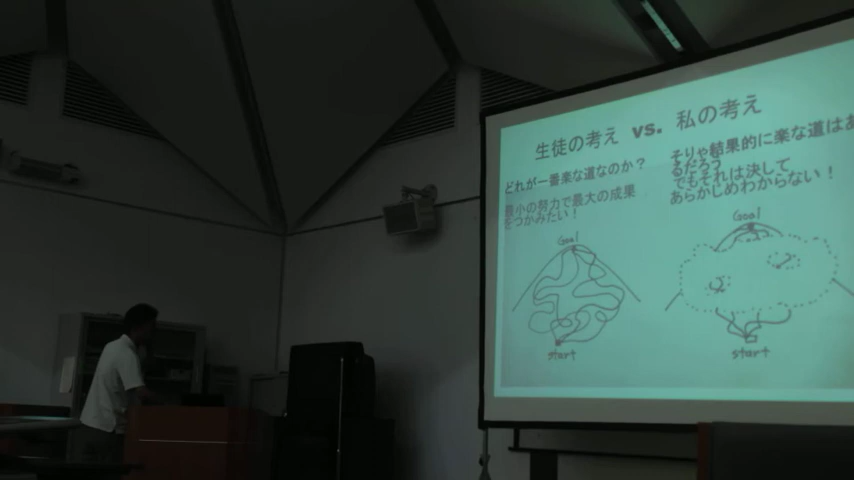 生徒の考え vs. 私の考え
どれが一番楽な道なのか？
最小の努力で最大の成果
をつかみたい！
そりゃ結果的に楽な道はあ
るだろう
でもそれは決して
あらかじめわからない！
Goal
start
Goal
start